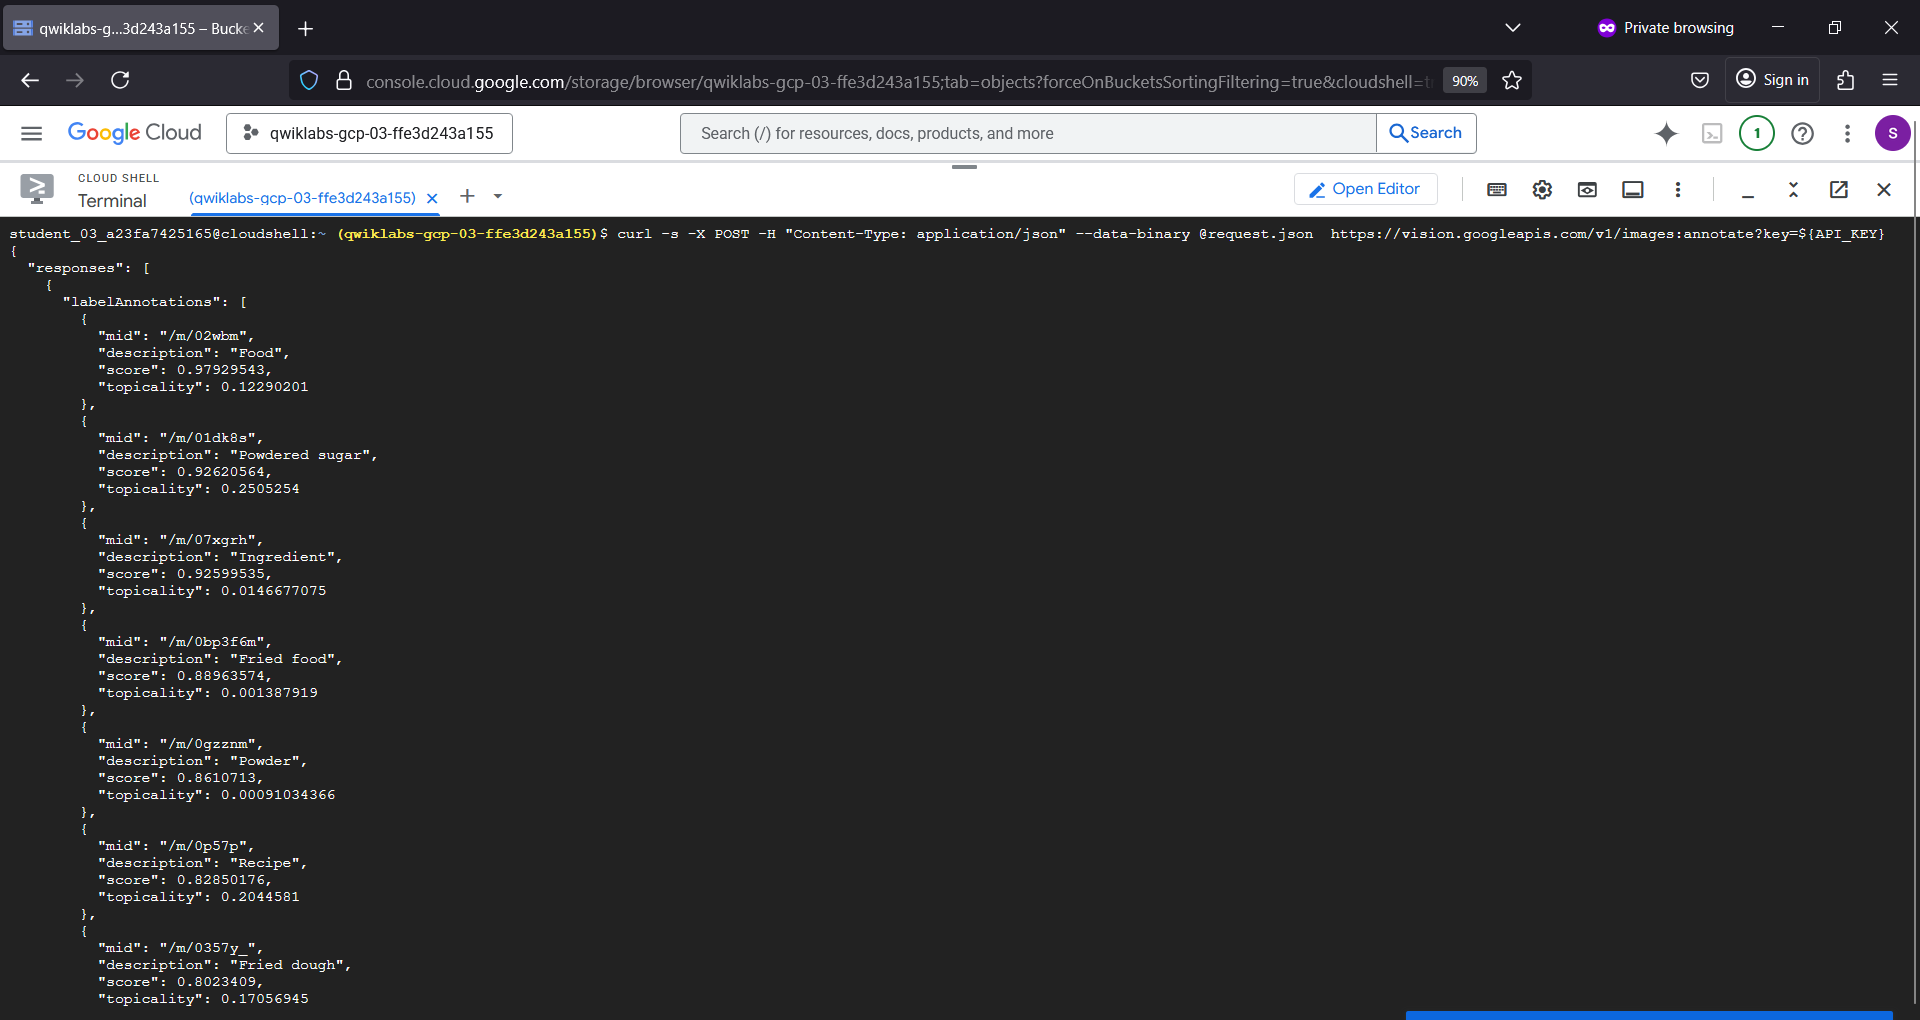 qwiklabs-g...3d243a155 – Bucke
Private browsing
console.cloud.google.com/storage/browser/qwiklabs-gcp-03-ffe3d243a155;tab=objects?forceOnBucketsSortingFiltering=true&cloudshell=tr
90%
Sign in
Google Cloud
qwiklabs-gcp-03-ffe3d243a155
Search (/) for resources, docs, products, and more
Search
1
S
CLOUD SHELL
Terminal
(qwiklabs-gcp-03-ffe3d243a155)
Open Editor
student_03_a23fa7425165@cloudshell:~ (qwiklabs-gcp-03-ffe3d243a155)$ curl -s -X POST -H "Content-Type: application/json" --data-binary @request.json  https://vision.googleapis.com/v1/images:annotate?key=${API_KEY}
{
  "responses": [
    {
      "labelAnnotations": [
        {
          "mid": "/m/02wbm",
          "description": "Food",
          "score": 0.97929543,
          "topicality": 0.12290201
        },
        {
          "mid": "/m/01dk8s",
          "description": "Powdered sugar",
          "score": 0.92620564,
          "topicality": 0.2505254
        },
        {
          "mid": "/m/07xgrh",
          "description": "Ingredient",
          "score": 0.92599535,
          "topicality": 0.0146677075
        },
        {
          "mid": "/m/0bp3f6m",
          "description": "Fried food",
          "score": 0.88963574,
          "topicality": 0.001387919
        },
        {
          "mid": "/m/0gzznm",
          "description": "Powder",
          "score": 0.8610713,
          "topicality": 0.00091034366
        },
        {
          "mid": "/m/0p57p",
          "description": "Recipe",
          "score": 0.82850176,
          "topicality": 0.2044581
        },
        {
          "mid": "/m/0357y_",
          "description": "Fried dough",
          "score": 0.8023409,
          "topicality": 0.17056945